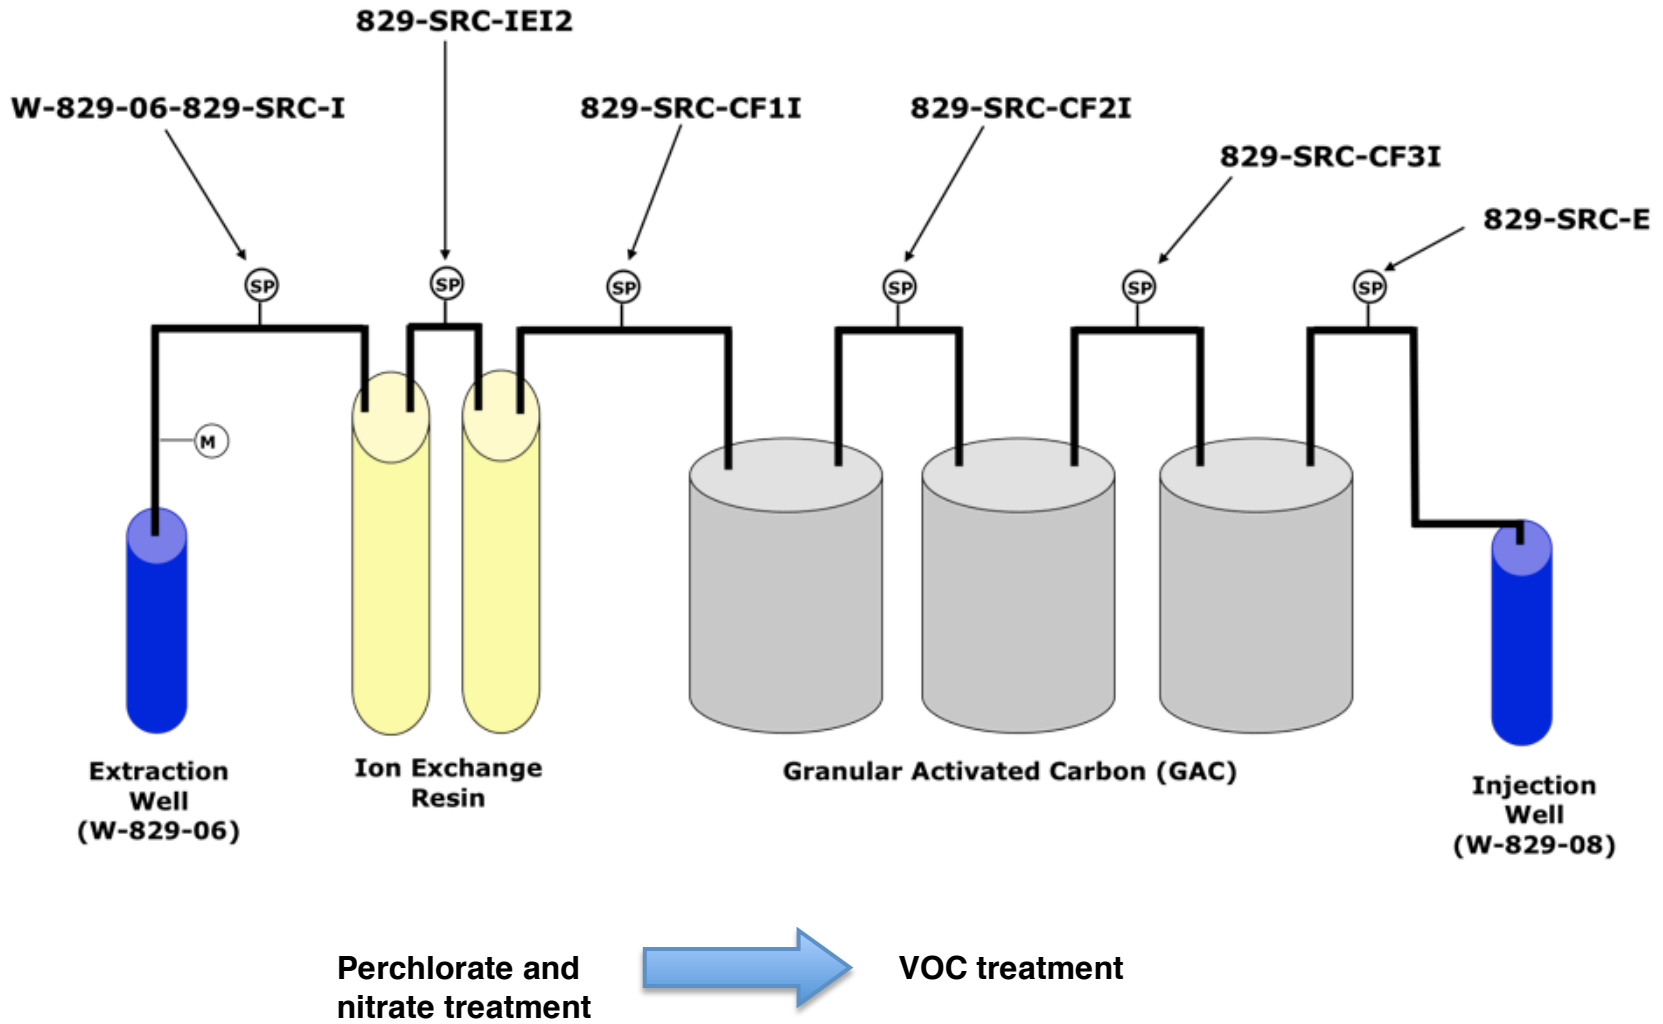 829-SRC-IEI2
W-829-06-829-SRC-I
829-SRC-CF1I
829-SRC-CF2I
829-SRC-CF3I
829-SRC-E
SP
SP
SP
SP
SP
SP
M
Extraction
Well
(W-829-06)
Ion Exchange
Resin
Granular Activated Carbon (GAC)
Injection
Well
(W-829-08)
Perchlorate and
nitrate treatment
VOC treatment